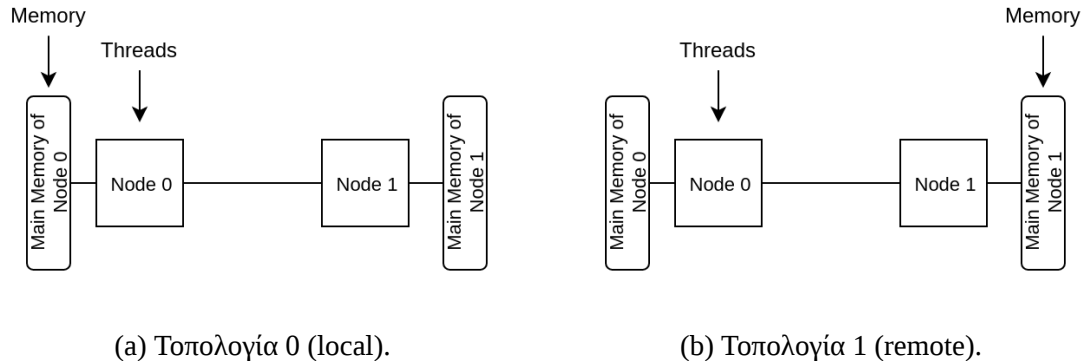 Memory
Threads
Main Memory of
Node 0
Node 0
Node 1
Main Memory of
Node 1
(a) Τοπολογία 0 (local).
Memory
Threads
Main Memory of
Node 0
Node 0
Node 1
Main Memory of
Node 1
(b) Τοπολογία 1 (remote).